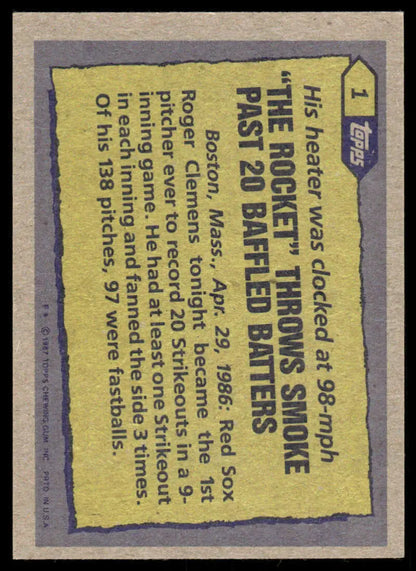 1
topps
His heater was clocked at 98-mph
"THE ROCKET" THROWS SMOKE
PAST 20 BAFFLED BATTERS
Boston, Mass., Apr. 29, 1986: Red Sox
Roger Clemens tonight became the 1st
pitcher ever to record 20 Strikeouts in a 9-
inning game. He had at least one Strikeout
in each inning and fanned the side 3 times.
Of his 138 pitches, 97 were fastballs.
F* © 1987 TOPPS CHEWING GUM, INC. PRTD. IN U.S.A.